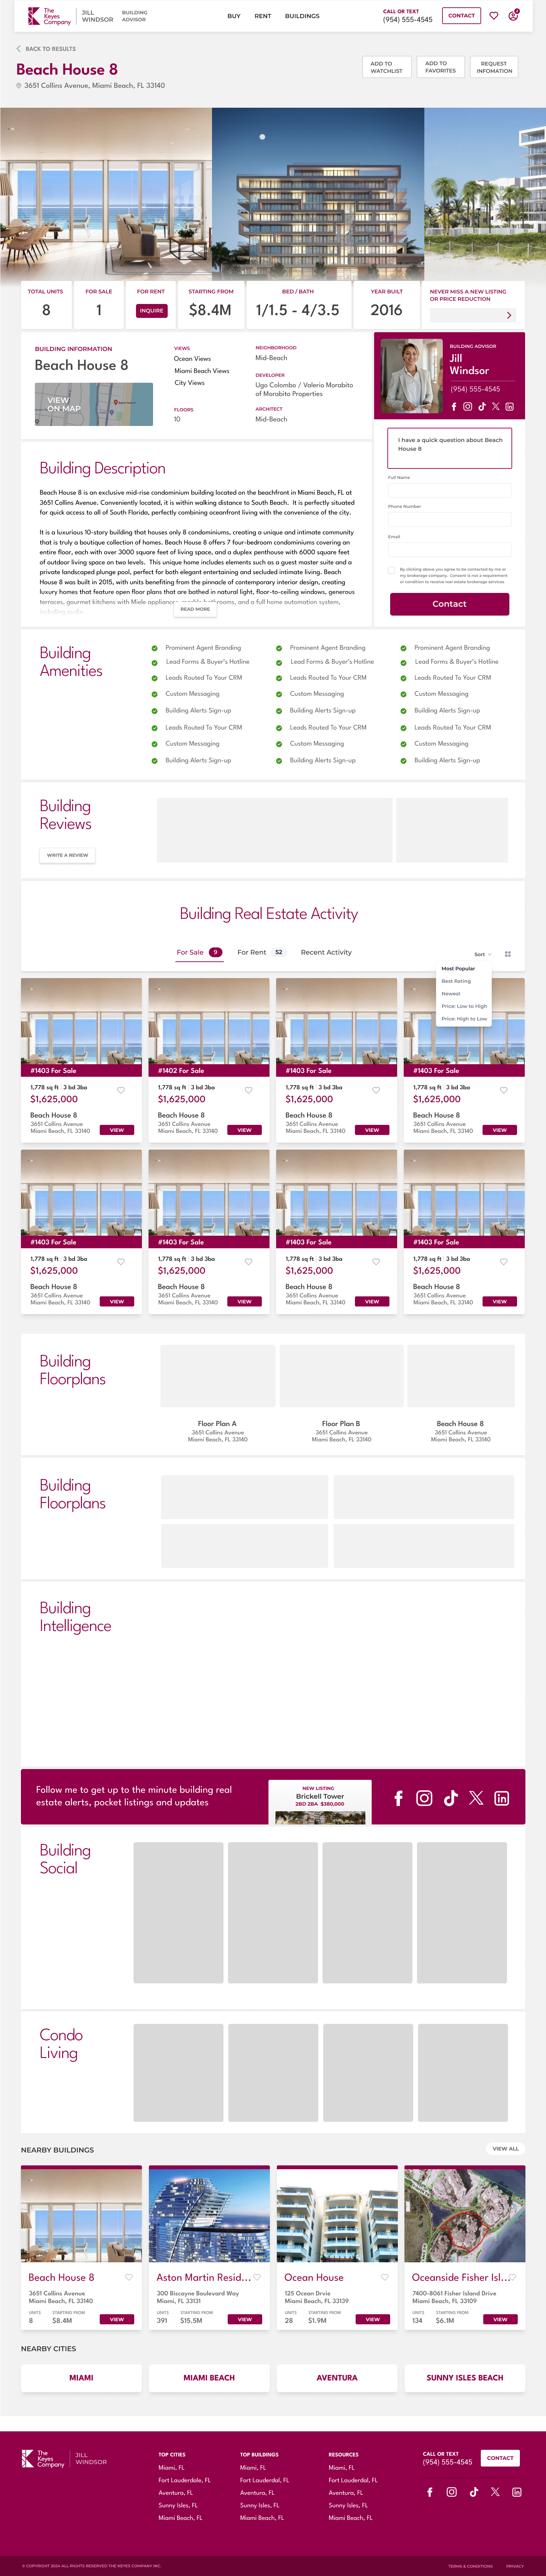 The Keyes Company
JILL WINDSOR
BUILDING ADVISOR
BUY RENT BUILDINGS
CALL OR TEXT
(954) 555-4545
CONTACT
BACK TO RESULTS
Beach House 8
3651 Collins Avenue, Miami Beach, FL 33140
ADD TO WATCHLIST
ADD TO FAVORITES
REQUEST INFOMATION
TOTAL UNITS
8
FOR SALE
1
FOR RENT
INQUIRE
STARTING FROM
$8.4M
BED / BATH
1/1.5 - 4/3.5
YEAR BUILT
2016
NEVER MISS A NEW LISTING
OR PRICE REDUCTION
BUILDING INFORMATION
Beach House 8
VIEW
ON MAP
VIEWS
Ocean Views
Miami Beach Views
City Views
FLOORS
10
NEIGHBORHOOD
Mid-Beach
DEVELOPER
Ugo Colombo / Valerio Morabito
of Morabito Properties
ARCHITECT
Mid-Beach
BUILDING ADVISOR
Jill
Windsor
(954) 555-4545
I have a quick question about Beach
House 8
Full Name
Phone Number
Email
By clicking above you agree to be contacted by me or
my brokerage company. Consent is not a requirement
or condition to receive real estate brokerage services.
Contact
Building Description
Beach House 8 is an exclusive mid-rise condominium building located on the beachfront in Miami Beach, FL at
3651 Collins Avenue. Conveniently located, it is within walking distance to South Beach. It is perfectly situated
for quick access to all of South Florida, perfectly combining oceanfront living with the convenience of the city.
It is a luxurious 10-story building that houses only 8 condominiums, creating a unique and intimate community
that is truly a boutique collection of homes. Beach House 8 offers 7 four-bedroom condominiums covering an
entire floor, each with over 3000 square feet of living space, and a duplex penthouse with over 6000 square feet
of outdoor living space on two levels. This unique home includes elements such as a great master suite and a
private landscaped plunge pool, perfect for both elegant entertaining and secluded intimate living. Beach
House 8 was built in 2015, with units benefiting from the pinnacle of contemporary interior design, creating
luxury homes that feature open floor plans that are bathed in natural light, floor-to-ceiling windows, generous
terraces, gourmet kitchens with Miele appliances, marble bathrooms, and a full home automation system,
including audio
READ MORE
Building
Amenities
Prominent Agent Branding
Lead Forms & Buyer's Hotline
Leads Routed To Your CRM
Custom Messaging
Building Alerts Sign-up
Leads Routed To Your CRM
Custom Messaging
Building Alerts Sign-up
Prominent Agent Branding
Lead Forms & Buyer's Hotline
Leads Routed To Your CRM
Custom Messaging
Building Alerts Sign-up
Leads Routed To Your CRM
Custom Messaging
Building Alerts Sign-up
Prominent Agent Branding
Lead Forms & Buyer's Hotline
Leads Routed To Your CRM
Custom Messaging
Building Alerts Sign-up
Leads Routed To Your CRM
Custom Messaging
Building Alerts Sign-up
Building
Reviews
WRITE A REVIEW
Building Real Estate Activity
For Sale 9 For Rent 52 Recent Activity
Sort
Most Popular
Best Rating
Newest
Price: Low to High
Price: High to Low
#1403 For Sale
1,778 sq ft 3 bd 3ba
$1,625,000
Beach House 8
3651 Collins Avenue
Miami Beach, FL 33140
VIEW
#1402 For Sale
1,778 sq ft 3 bd 3ba
$1,625,000
Beach House 8
3651 Collins Avenue
Miami Beach, FL 33140
VIEW
#1403 For Sale
1,778 sq ft 3 bd 3ba
$1,625,000
Beach House 8
3651 Collins Avenue
Miami Beach, FL 33140
VIEW
#1403 For Sale
1,778 sq ft 3 bd 3ba
$1,625,000
Beach House 8
3651 Collins Avenue
Miami Beach, FL 33140
VIEW
#1403 For Sale
1,778 sq ft 3 bd 3ba
$1,625,000
Beach House 8
3651 Collins Avenue
Miami Beach, FL 33140
VIEW
#1403 For Sale
1,778 sq ft 3 bd 3ba
$1,625,000
Beach House 8
3651 Collins Avenue
Miami Beach, FL 33140
VIEW
#1403 For Sale
1,778 sq ft 3 bd 3ba
$1,625,000
Beach House 8
3651 Collins Avenue
Miami Beach, FL 33140
VIEW
#1403 For Sale
1,778 sq ft 3 bd 3ba
$1,625,000
Beach House 8
3651 Collins Avenue
Miami Beach, FL 33140
VIEW
Building
Floorplans
Floor Plan A
3651 Collins Avenue
Miami Beach, FL 33140
Floor Plan B
3651 Collins Avenue
Miami Beach, FL 33140
Beach House 8
3651 Collins Avenue
Miami Beach, FL 33140
Building
Floorplans
Building
Intelligence
Follow me to get up to the minute building real
estate alerts, pocket listings and updates
NEW LISTING
Brickell Tower
2BD 2BA $380,000
Building
Social
Condo
Living
NEARBY BUILDINGS
VIEW ALL
Beach House 8
3651 Collins Avenue
Miami Beach, FL 33140
UNITS STARTING FROM
8 $8.4M
VIEW
Aston Martin Resid...
300 Biscayne Boulevard Way
Miami, FL 33131
UNITS STARTING FROM
391 $15.5M
VIEW
Ocean House
125 Ocean Drvie
Miami Beach, FL 33139
UNITS STARTING FROM
28 $1.9M
VIEW
Oceanside Fisher Isl...
7400-8061 Fisher Island Drive
Miami Beach, FL 33109
UNITS STARTING FROM
134 $6.1M
VIEW
NEARBY CITIES
MIAMI
MIAMI BEACH
AVENTURA
SUNNY ISLES BEACH
The Keyes Company
JILL WINDSOR
TOP CITIES
Miami, FL
Fort Lauderdale, FL
Aventura, FL
Sunny Isles, FL
Miami Beach, FL
TOP BUILDINGS
Miami, FL
Fort Lauderdal, FL
Aventura, FL
Sunny Isles, FL
Miami Beach, FL
RESOURCES
Miami, FL
Fort Lauderdal, FL
Aventura, FL
Sunny Isles, FL
Miami Beach, FL
CALL OR TEXT
(954) 555-4545
CONTACT
© COPYRIGHT 2024 ALL RIGHTS RESERVED THE KEYES COMPANY INC.
TERMS & CONDITIONS PRIVACY